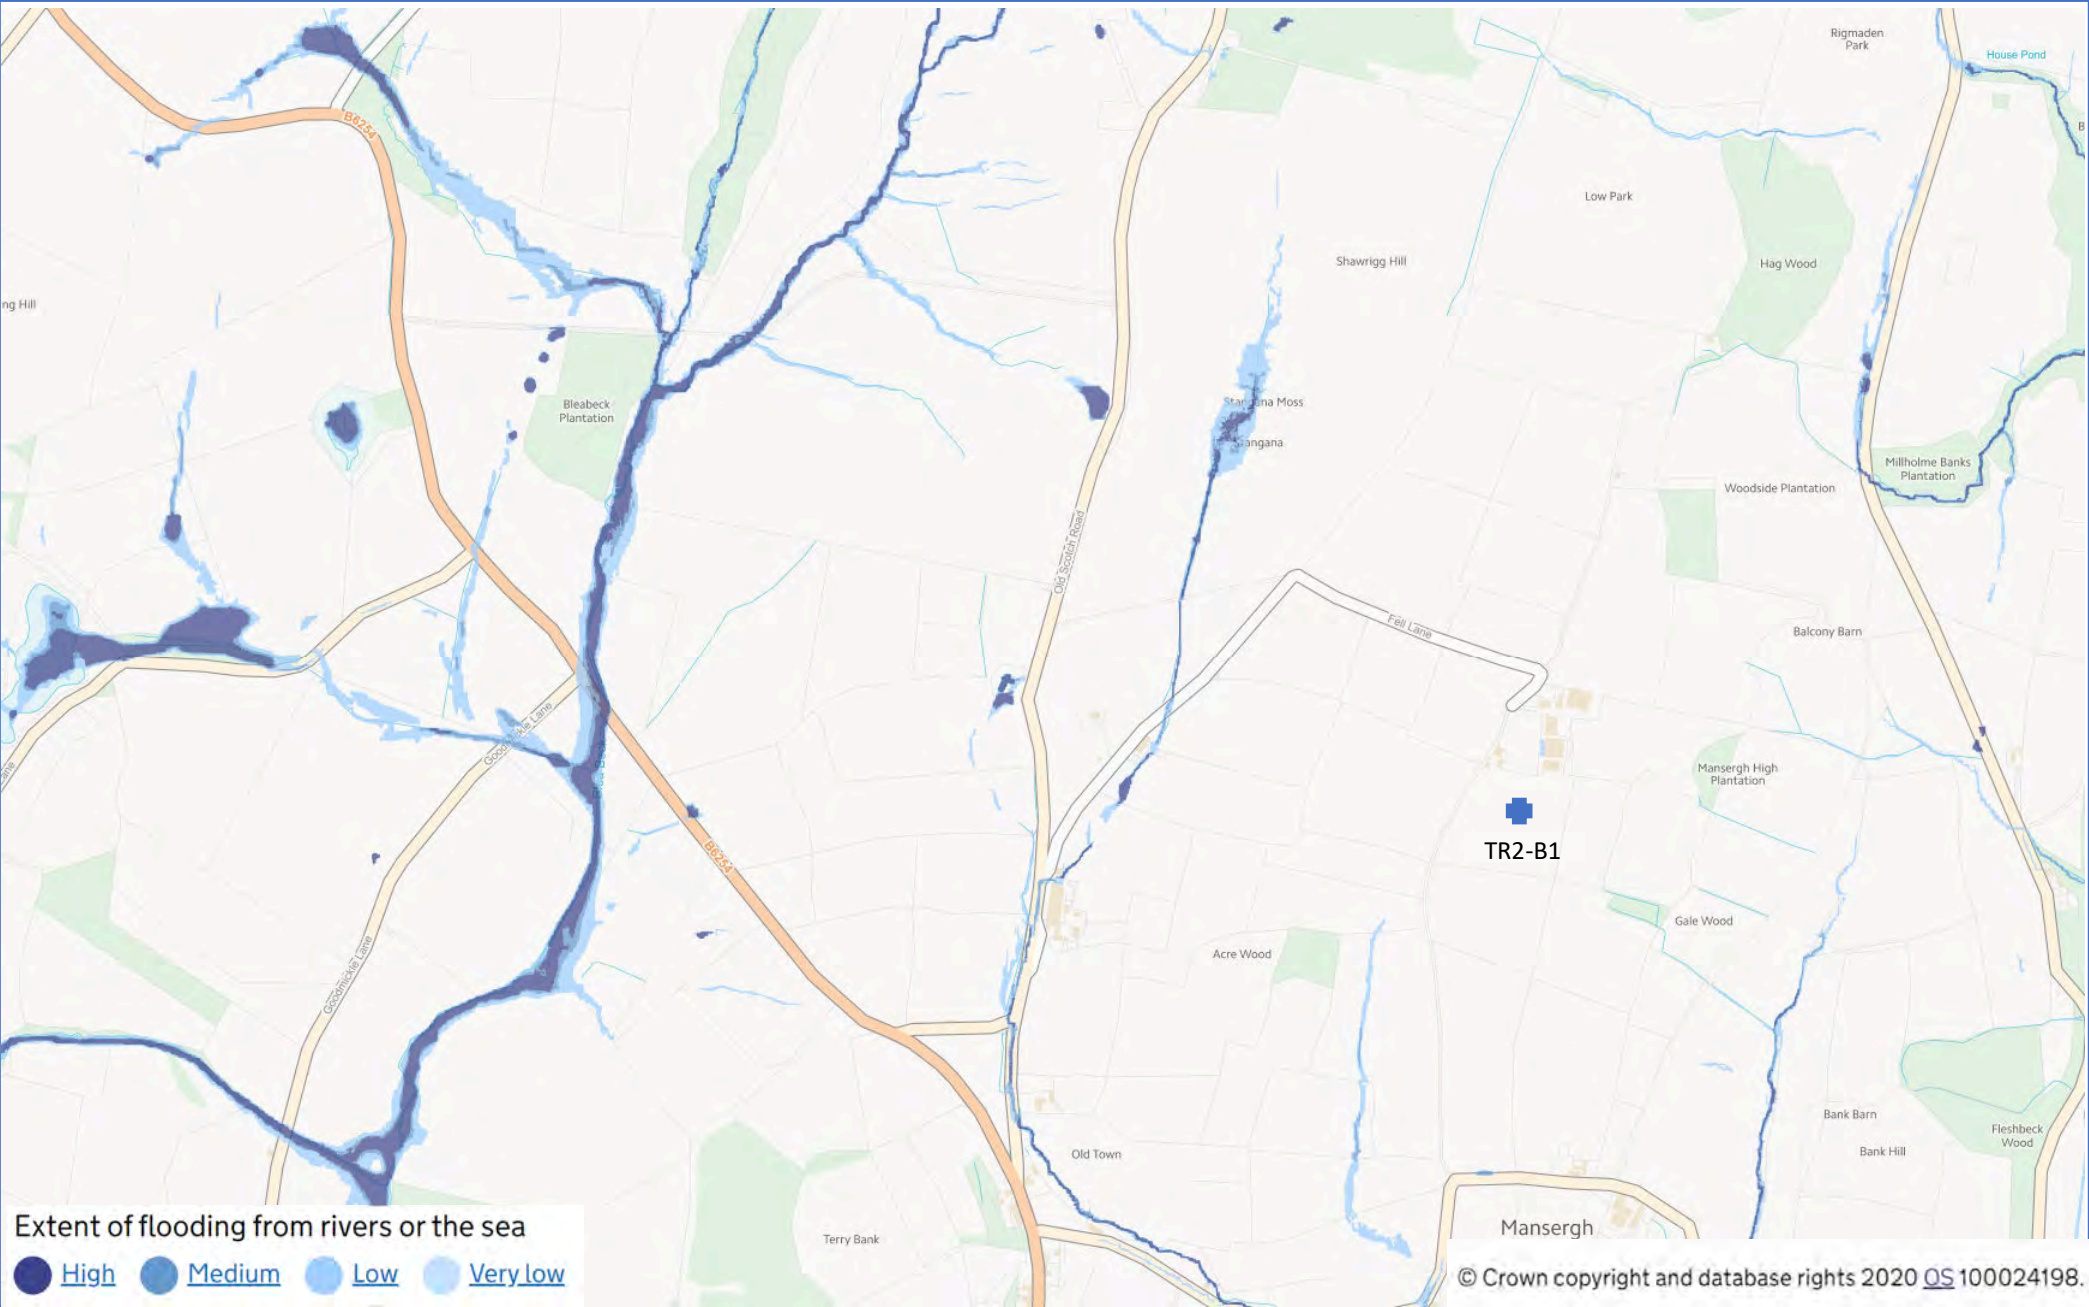 Rigmaden
Park
House Pond
B6254
Low Park
Shawrigg Hill
Hag Wood
ng Hill
Bleabeck
Plantation
Millholme Banks
Plantation
Woodside Plantation
Old Scotch Road
Fell Lane
Balcony Barn
Goodmickle Lane
Mansergh High
Plantation
TR2-B1
B6254
Gale Wood
Acre Wood
Goodmickle Lane
Bank Barn
Fleshbeck
Wood
Old Town
Bank Hill
Terry Bank
Mansergh
Extent of flooding from rivers or the sea
High Medium Low Very low
© Crown copyright and database rights 2020 OS 100024198.